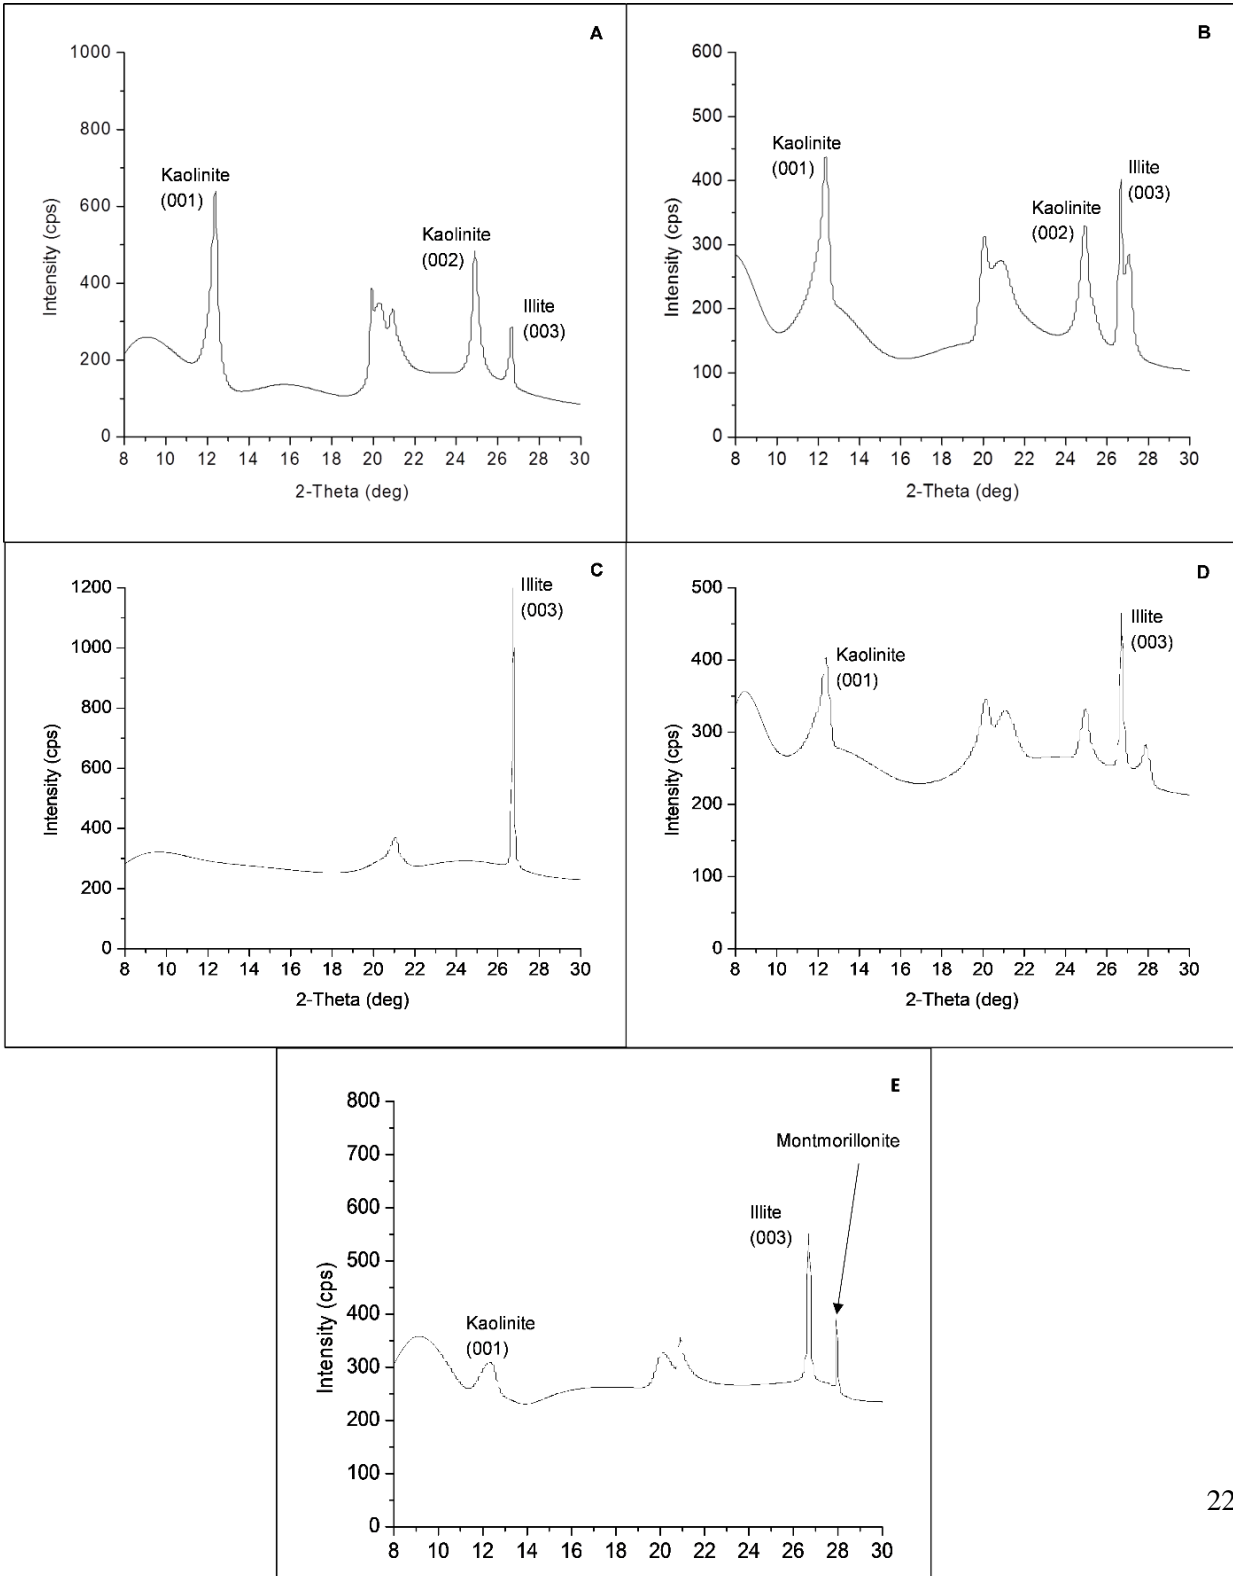 A
1000
800
600
400
200
0
Intensity (cps)
Kaolinite
(001)
Kaolinite
(002)
Illite
(003)
8 10 12 14 16 18 20 22 24 26 28 30
2-Theta (deg)
B
600
500
400
300
200
100
0
Intensity (cps)
Kaolinite
(001)
Kaolinite
(002)
Illite
(003)
8 10 12 14 16 18 20 22 24 26 28 30
2-Theta (deg)
C
1200
1000
800
600
400
200
0
Intensity (cps)
Illite
(003)
8 10 12 14 16 18 20 22 24 26 28 30
2-Theta (deg)
D
500
400
300
200
100
0
Intensity (cps)
Kaolinite
(001)
Illite
(003)
8 10 12 14 16 18 20 22 24 26 28 30
2-Theta (deg)
E
800
700
600
500
400
300
200
100
0
Intensity (cps)
Montmorillonite
Illite
(003)
Kaolinite
(001)
8 10 12 14 16 18 20 22 24 26 28 30
22